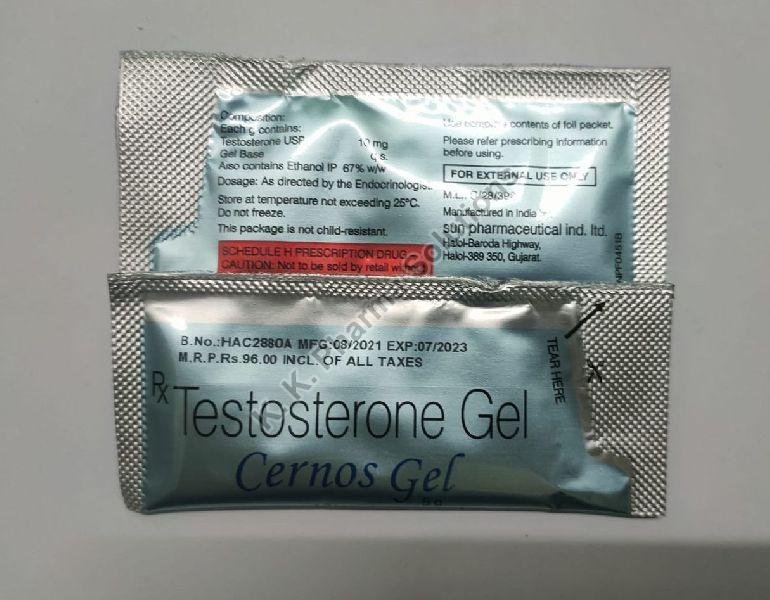 Composition:
Each g contains:
Testosterone USP 10 mg
Gel Base q.s.
Also contains Ethanol IP 67% w/w
Dosage: As directed by the Endocrinologist.
Store at temperature not exceeding 25°C.
Do not freeze.
This package is not child-resistant.
SCHEDULE H PRESCRIPTION DRUG
CAUTION: Not to be sold by retail
contents of foil packet.
Please refer prescribing information
before using.
FOR EXTERNAL USE ONLY
Manufactured in India
sun pharmaceutical ind. ltd.
Halol-Baroda Highway,
Halol-389 350, Gujarat.
B.No.:HAC2880A MFG:08/2021 EXP:07/2023
M.R.P.Rs.96.00 INCL. OF ALL TAXES
TEAR HERE
Rx
Testosterone Gel
Cernos Gel
5 g